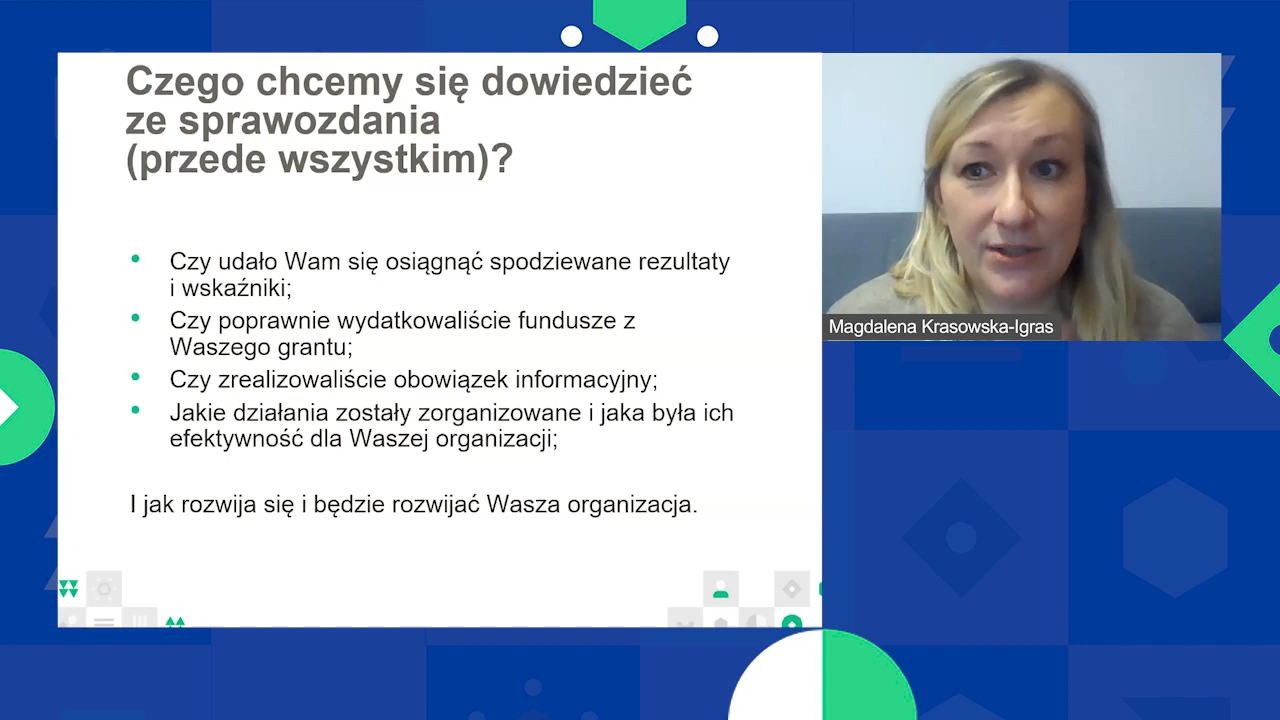 Czego chcemy się dowiedzieć
ze sprawozdania
(przede wszystkim)?
• Czy udało Wam się osiągnąć spodziewane rezultaty
i wskaźniki;
• Czy poprawnie wydatkowaliście fundusze z
Waszego grantu;
• Czy zrealizowaliście obowiązek informacyjny;
• Jakie działania zostały zorganizowane i jaka była ich
efektywność dla Waszej organizacji;
I jak rozwija się i będzie rozwijać Wasza organizacja.
Magdalena Krasowska-Igras